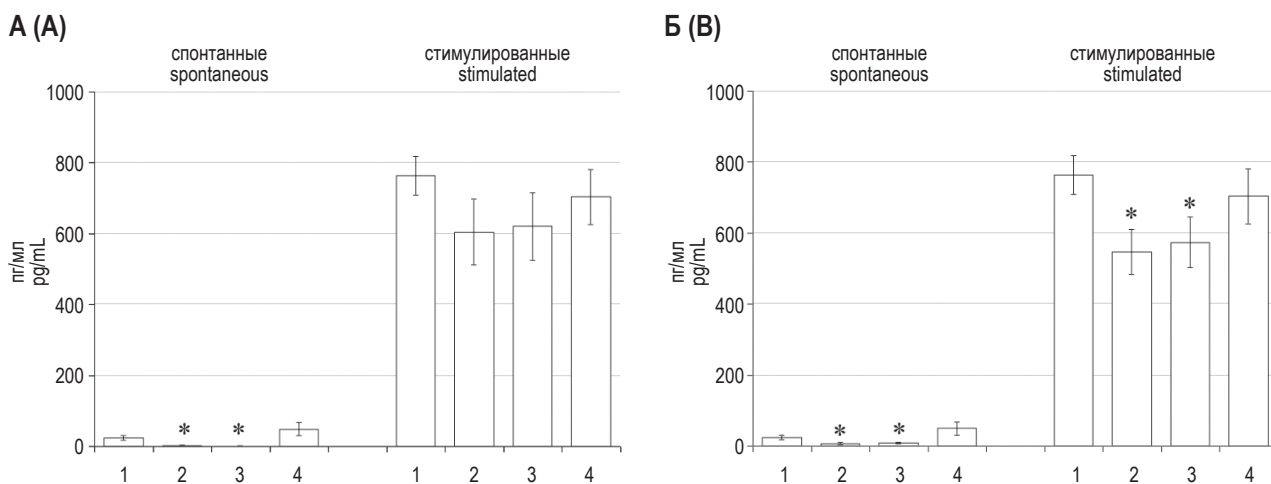 А (A)
спонтанные
spontaneous
стимулированные
stimulated
1000
800
600
400
200
0
пг/мл
pg/mL
* *
1 2 3 4 1 2 3 4
Б (B)
спонтанные
spontaneous
стимулированные
stimulated
1000
800
600
400
200
0
пг/мл
pg/mL
* *
* *
1 2 3 4 1 2 3 4